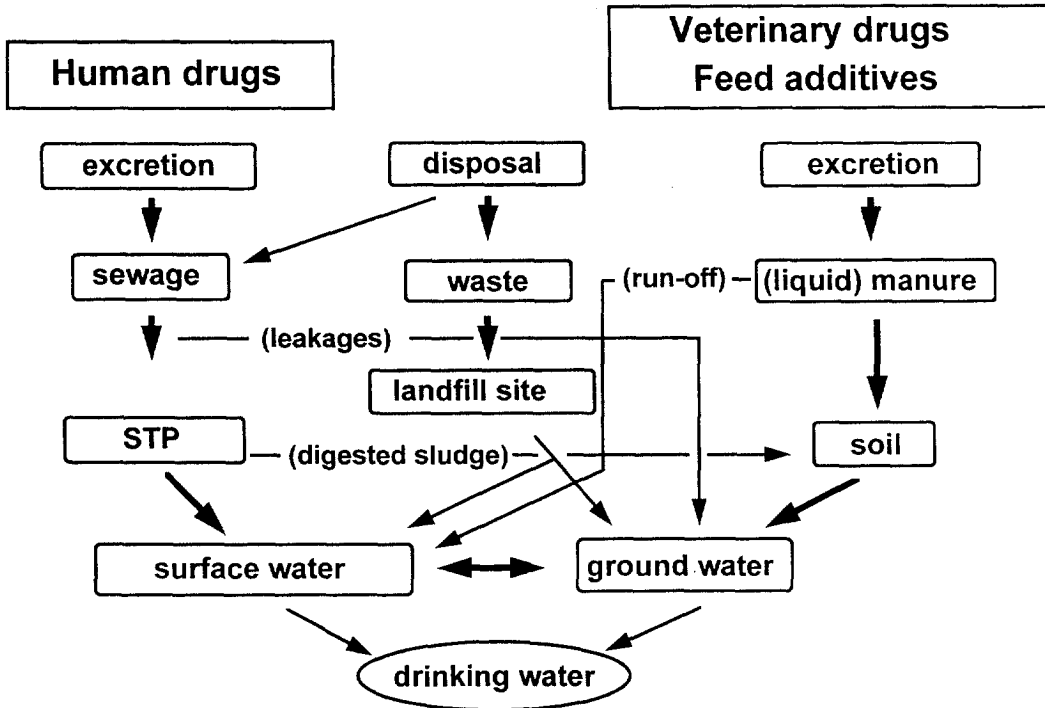 Human drugs
Veterinary drugs
Feed additives
excretion
disposal
excretion
sewage
waste
(run-off)
(liquid) manure
(leakages)
landfill site
STP
(digested sludge)
soil
surface water
ground water
drinking water